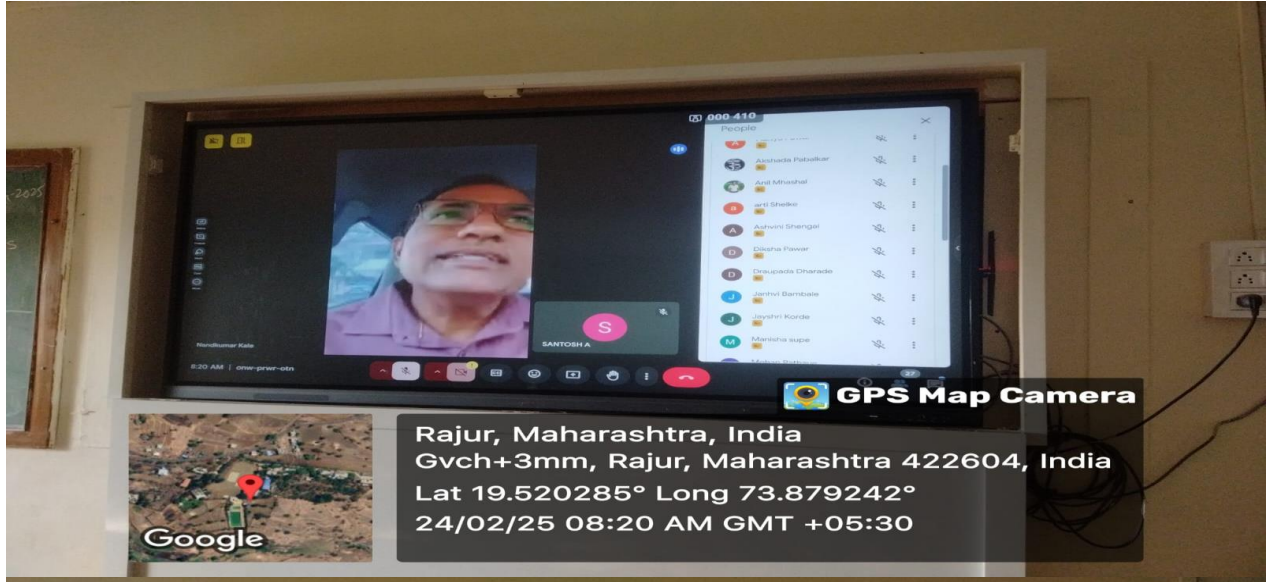 -2025
S
000 410
People
Akshada Pabalkar
Anil Mhashal
arti Shelke
A
Ashvini Shengal
D
Diksha Pawar
D
Draupada Dharade
J
Janhvi Bambale
J
Jayshri Korde
M
Manisha supe
S
SANTOSH A
Nandkumar Kale
8:20 AM | onw-prwr-otn
27
GPS Map Camera
Rajur, Maharashtra, India
Gvch+3mm, Rajur, Maharashtra 422604, India
Lat 19.520285° Long 73.879242°
24/02/25 08:20 AM GMT +05:30
Google